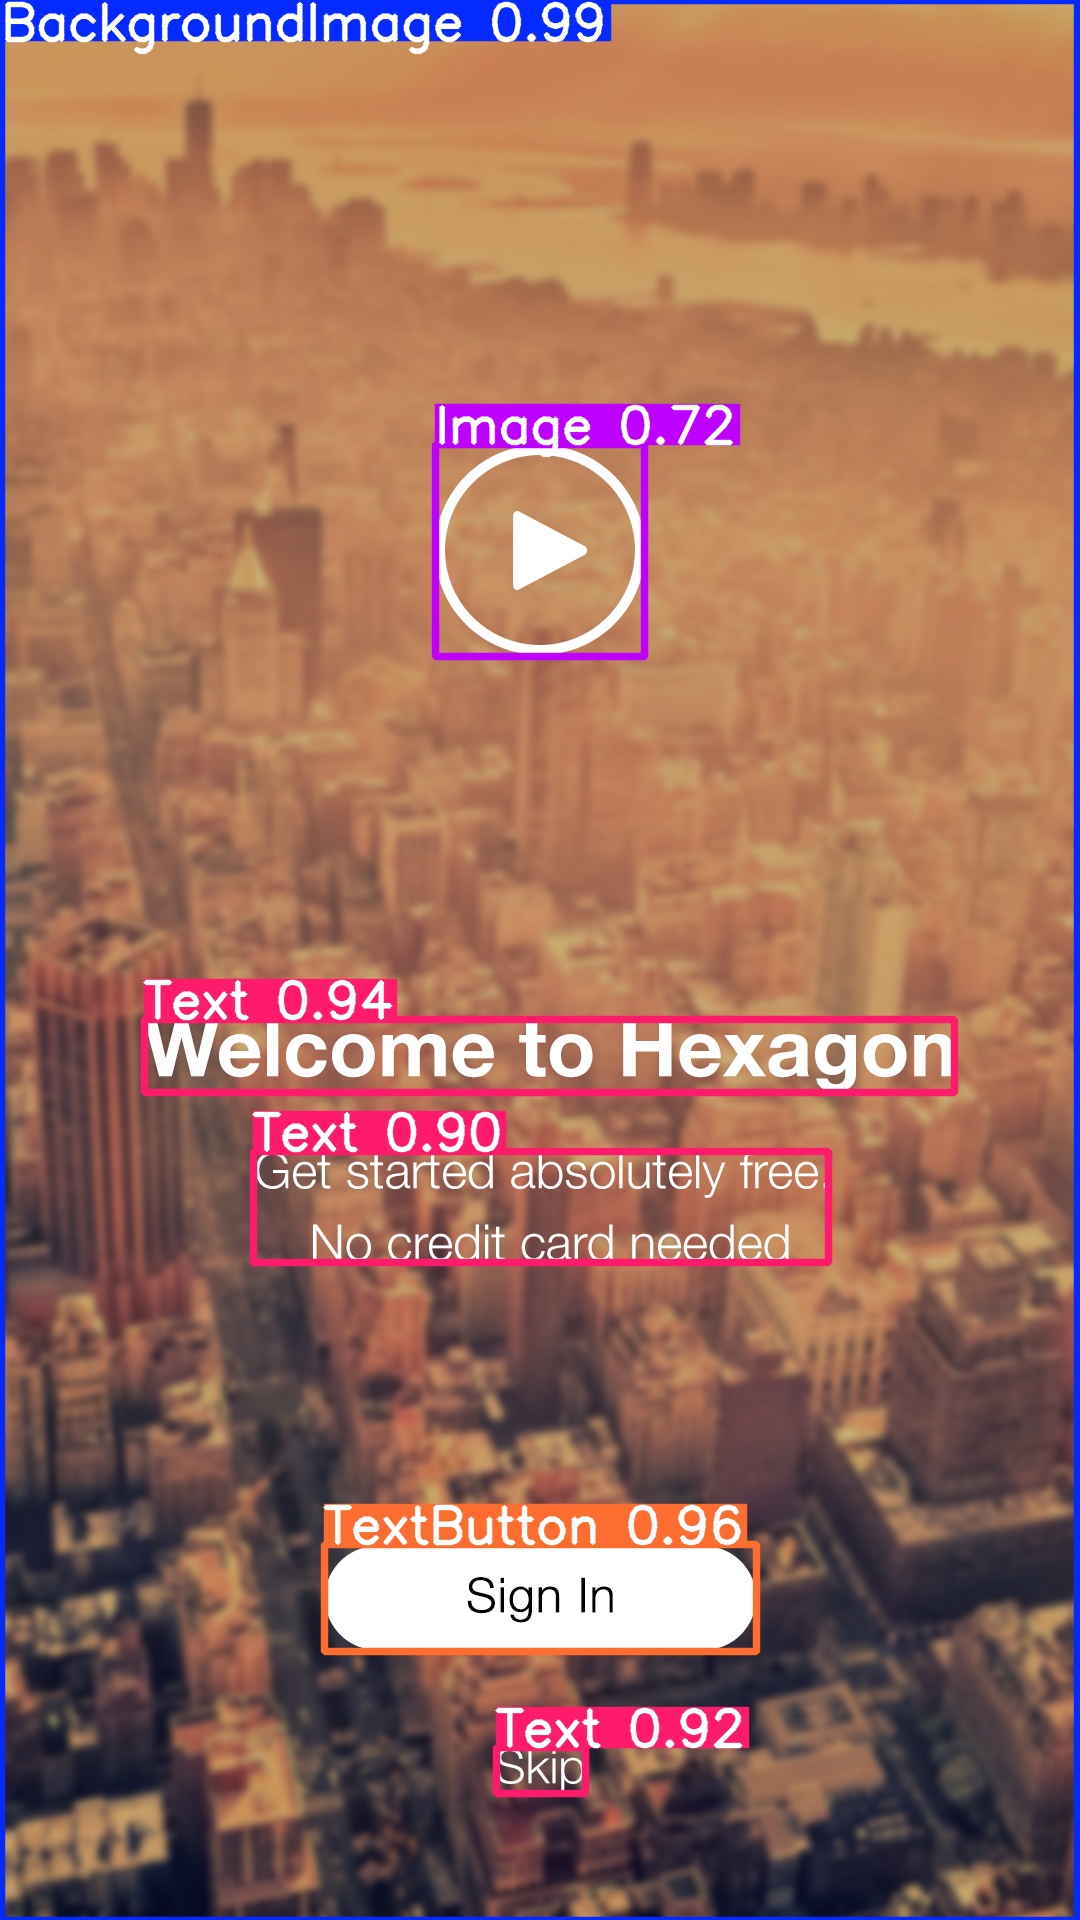 BackgroundImage 0.99
Image 0.72
Text 0.94
Welcome to Hexagon
Text 0.90
Get started absolutely free.
No credit card needed
TextButton 0.96
Sign In
Text 0.92
Skip